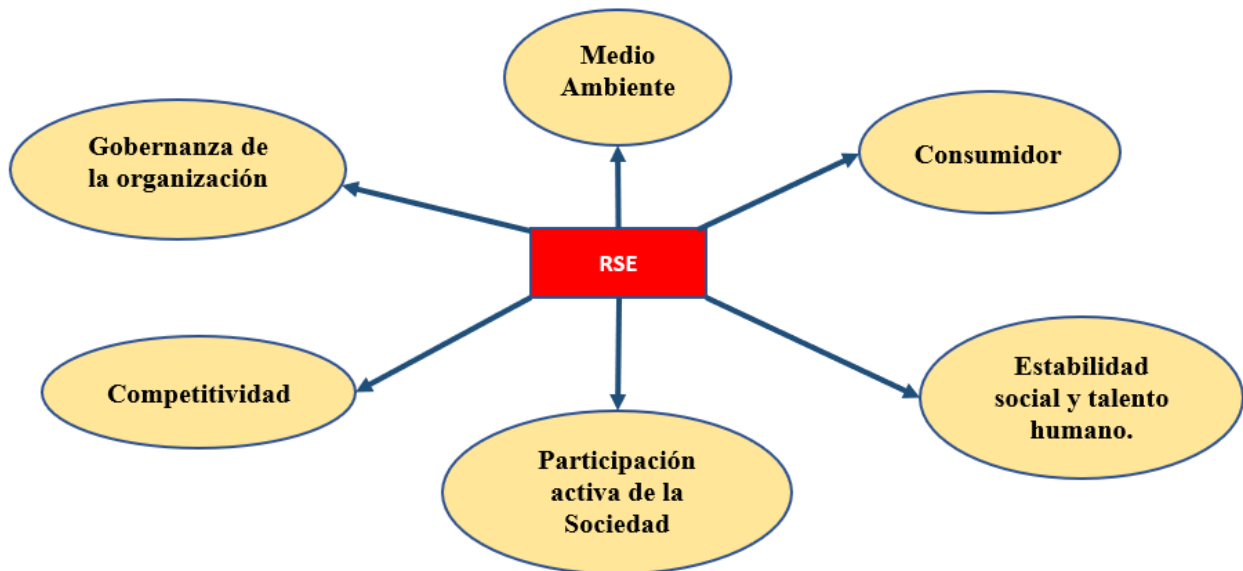 Medio
Ambiente
Gobernanza de
la organización
Consumidor
RSE
Competitividad
Estabilidad
social y talento
humano.
Participación
activa de la
Sociedad